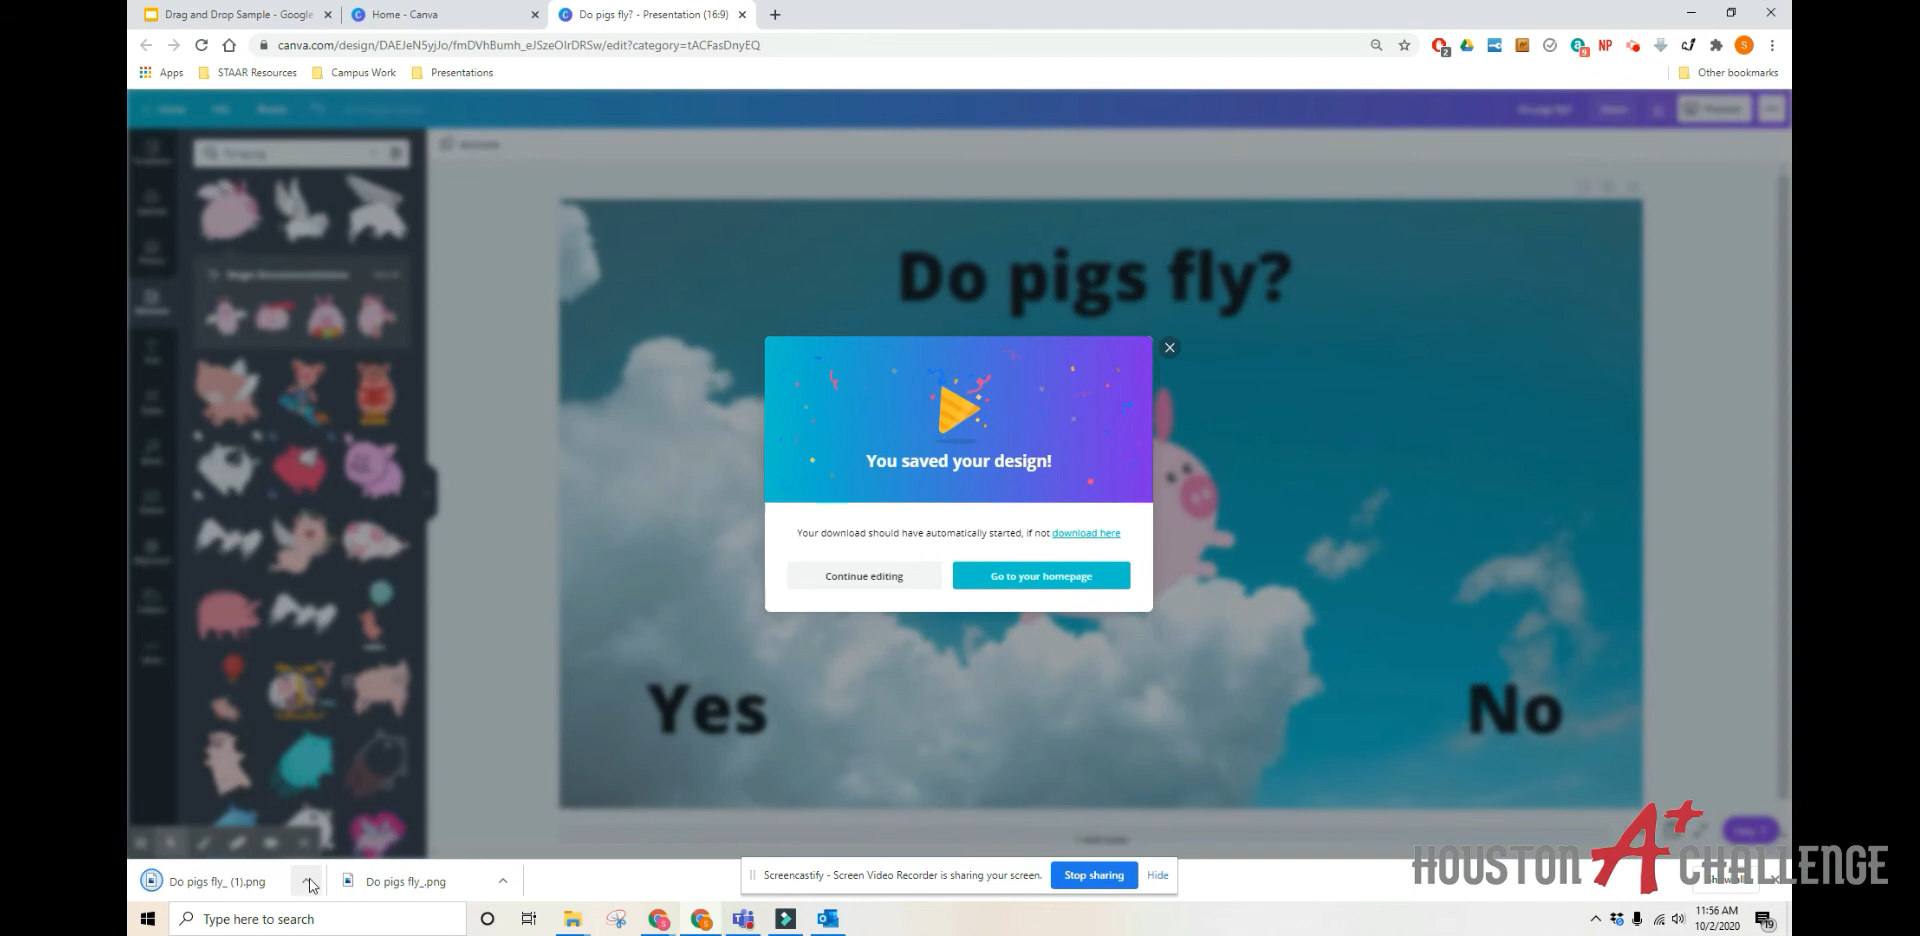 Drag and Drop Sample - Google
Home - Canva
Do pigs fly? - Presentation (16:9)
canva.com/design/DAEJeN5yjJo/fmDVhBumh_eJSzeOIrDRSw/edit?category=tACFasDnyEQ
2
9
NP
S
Apps
STAAR Resources
Campus Work
Presentations
Other bookmarks
Do pigs fly?
You saved your design!
Your download should have automatically started, if not download here
Continue editing
Go to your homepage
Yes
No
HOUSTON A+ CHALLENGE
Do pigs fly_ (1).png
Do pigs fly_.png
Screencastify - Screen Video Recorder is sharing your screen.
Stop sharing
Hide
Type here to search
11:56 AM
10/2/2020
19